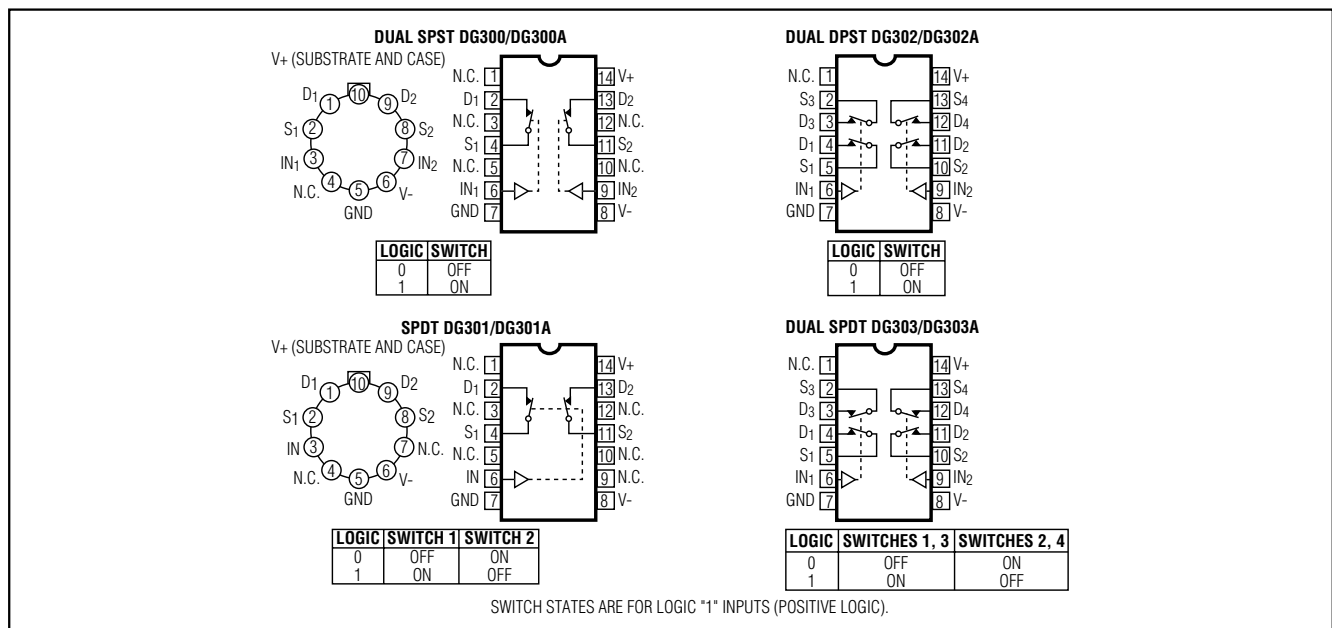 DUAL SPST DG300/DG300A
V+ (SUBSTRATE AND CASE)
10
D1 1 9 D2
S1 2 8 S2
IN1 3 7 IN2
N.C. 4 6 V-
5
GND
N.C. 1 14 V+
D1 2 13 D2
N.C. 3 12 N.C.
S1 4 11 S2
N.C. 5 10 N.C.
IN1 6 9 IN2
GND 7 8 V-
LOGIC SWITCH
0 OFF
1 ON
DUAL DPST DG302/DG302A
N.C. 1 14 V+
S3 2 13 S4
D3 3 12 D4
D1 4 11 D2
S1 5 10 S2
IN1 6 9 IN2
GND 7 8 V-
LOGIC SWITCH
0 OFF
1 ON
SPDT DG301/DG301A
V+ (SUBSTRATE AND CASE)
10
D1 1 9 D2
S1 2 8 S2
IN 3 7 N.C.
N.C. 4 6 V-
5
GND
N.C. 1 14 V+
D1 2 13 D2
N.C. 3 12 N.C.
S1 4 11 S2
N.C. 5 10 N.C.
IN 6 9 N.C.
GND 7 8 V-
LOGIC SWITCH 1 SWITCH 2
0 OFF ON
1 ON OFF
DUAL SPDT DG303/DG303A
N.C. 1 14 V+
S3 2 13 S4
D3 3 12 D4
D1 4 11 D2
S1 5 10 S2
IN1 6 9 IN2
GND 7 8 V-
LOGIC SWITCHES 1, 3 SWITCHES 2, 4
0 OFF ON
1 ON OFF
SWITCH STATES ARE FOR LOGIC "1" INPUTS (POSITIVE LOGIC).